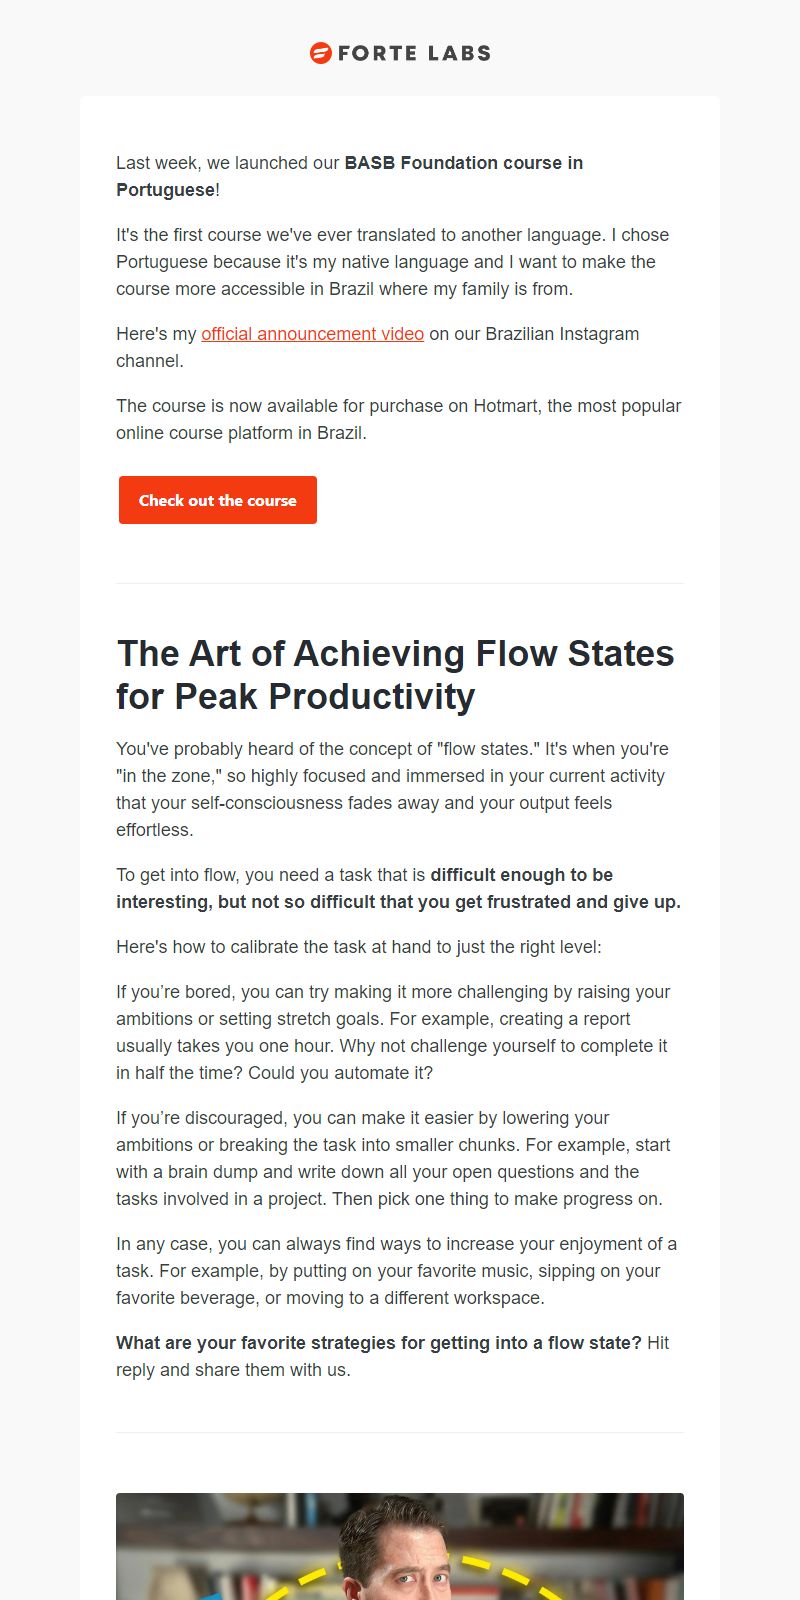 FORTE LABS
Last week, we launched our BASB Foundation course in
Portuguese!
It's the first course we've ever translated to another language. I chose
Portuguese because it's my native language and I want to make the
course more accessible in Brazil where my family is from.
Here's my official announcement video on our Brazilian Instagram
channel.
The course is now available for purchase on Hotmart, the most popular
online course platform in Brazil.
Check out the course
The Art of Achieving Flow States
for Peak Productivity
You've probably heard of the concept of "flow states." It's when you're
"in the zone," so highly focused and immersed in your current activity
that your self-consciousness fades away and your output feels
effortless.
To get into flow, you need a task that is difficult enough to be
interesting, but not so difficult that you get frustrated and give up.
Here's how to calibrate the task at hand to just the right level:
If you’re bored, you can try making it more challenging by raising your
ambitions or setting stretch goals. For example, creating a report
usually takes you one hour. Why not challenge yourself to complete it
in half the time? Could you automate it?
If you’re discouraged, you can make it easier by lowering your
ambitions or breaking the task into smaller chunks. For example, start
with a brain dump and write down all your open questions and the
tasks involved in a project. Then pick one thing to make progress on.
In any case, you can always find ways to increase your enjoyment of a
task. For example, by putting on your favorite music, sipping on your
favorite beverage, or moving to a different workspace.
What are your favorite strategies for getting into a flow state? Hit
reply and share them with us.